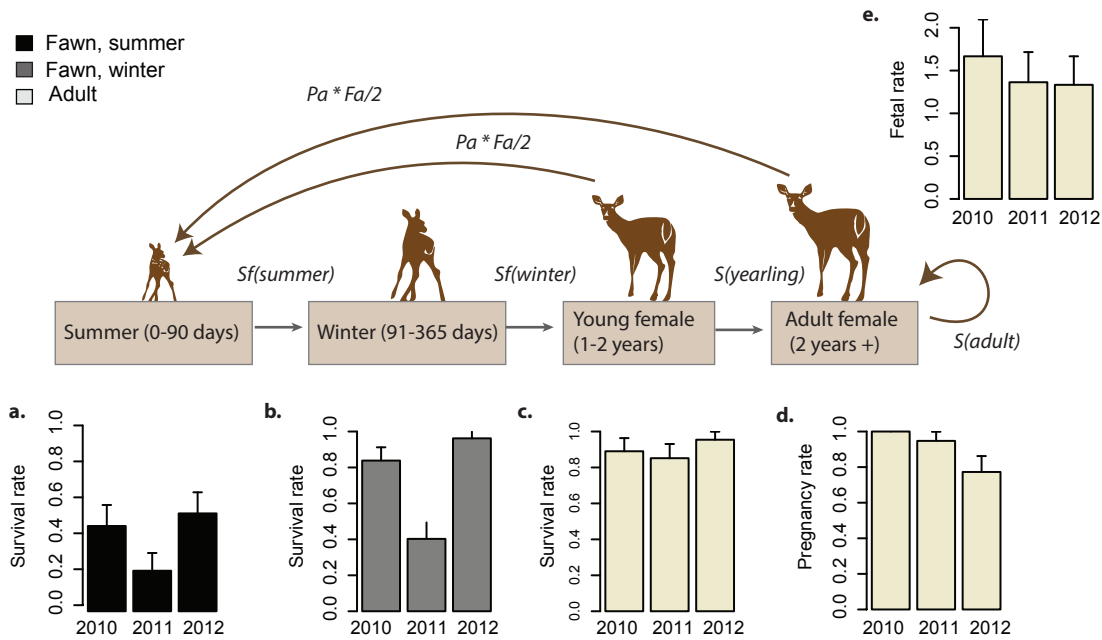 Fawn, summer
Fawn, winter
Adult
Pa * Fa/2
Pa * Fa/2
Sf(summer)
Sf(winter)
S(yearling)
S(adult)
Summer (0-90 days)
Winter (91-365 days)
Young female
(1-2 years)
Adult female
(2 years +)
e.
Fetal rate
2.0
1.5
1.0
0.5
0.0
2010 2011 2012
a.
Survival rate
1.0
0.8
0.6
0.4
0.2
0.0
2010 2011 2012
b.
Survival rate
1.0
0.8
0.6
0.4
0.2
0.0
2010 2011 2012
c.
Survival rate
1.0
0.8
0.6
0.4
0.2
0.0
2010 2011 2012
d.
Pregnancy rate
1.0
0.8
0.6
0.4
0.2
0.0
2010 2011 2012